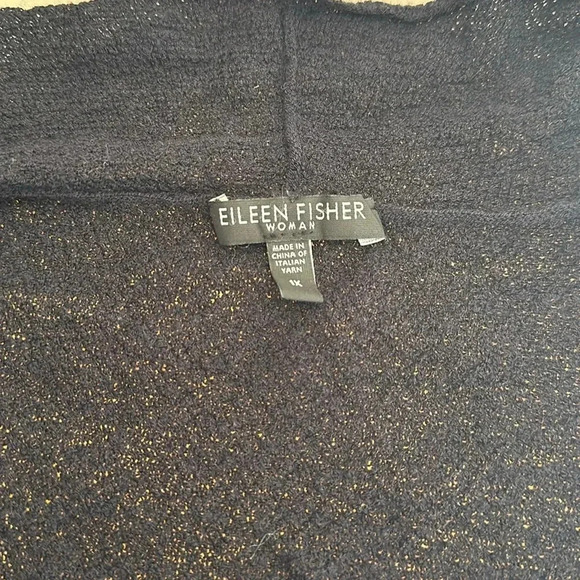 EILEEN FISHER
WOMAN
MADE IN
CHINA OF
ITALIAN
YARN
1X